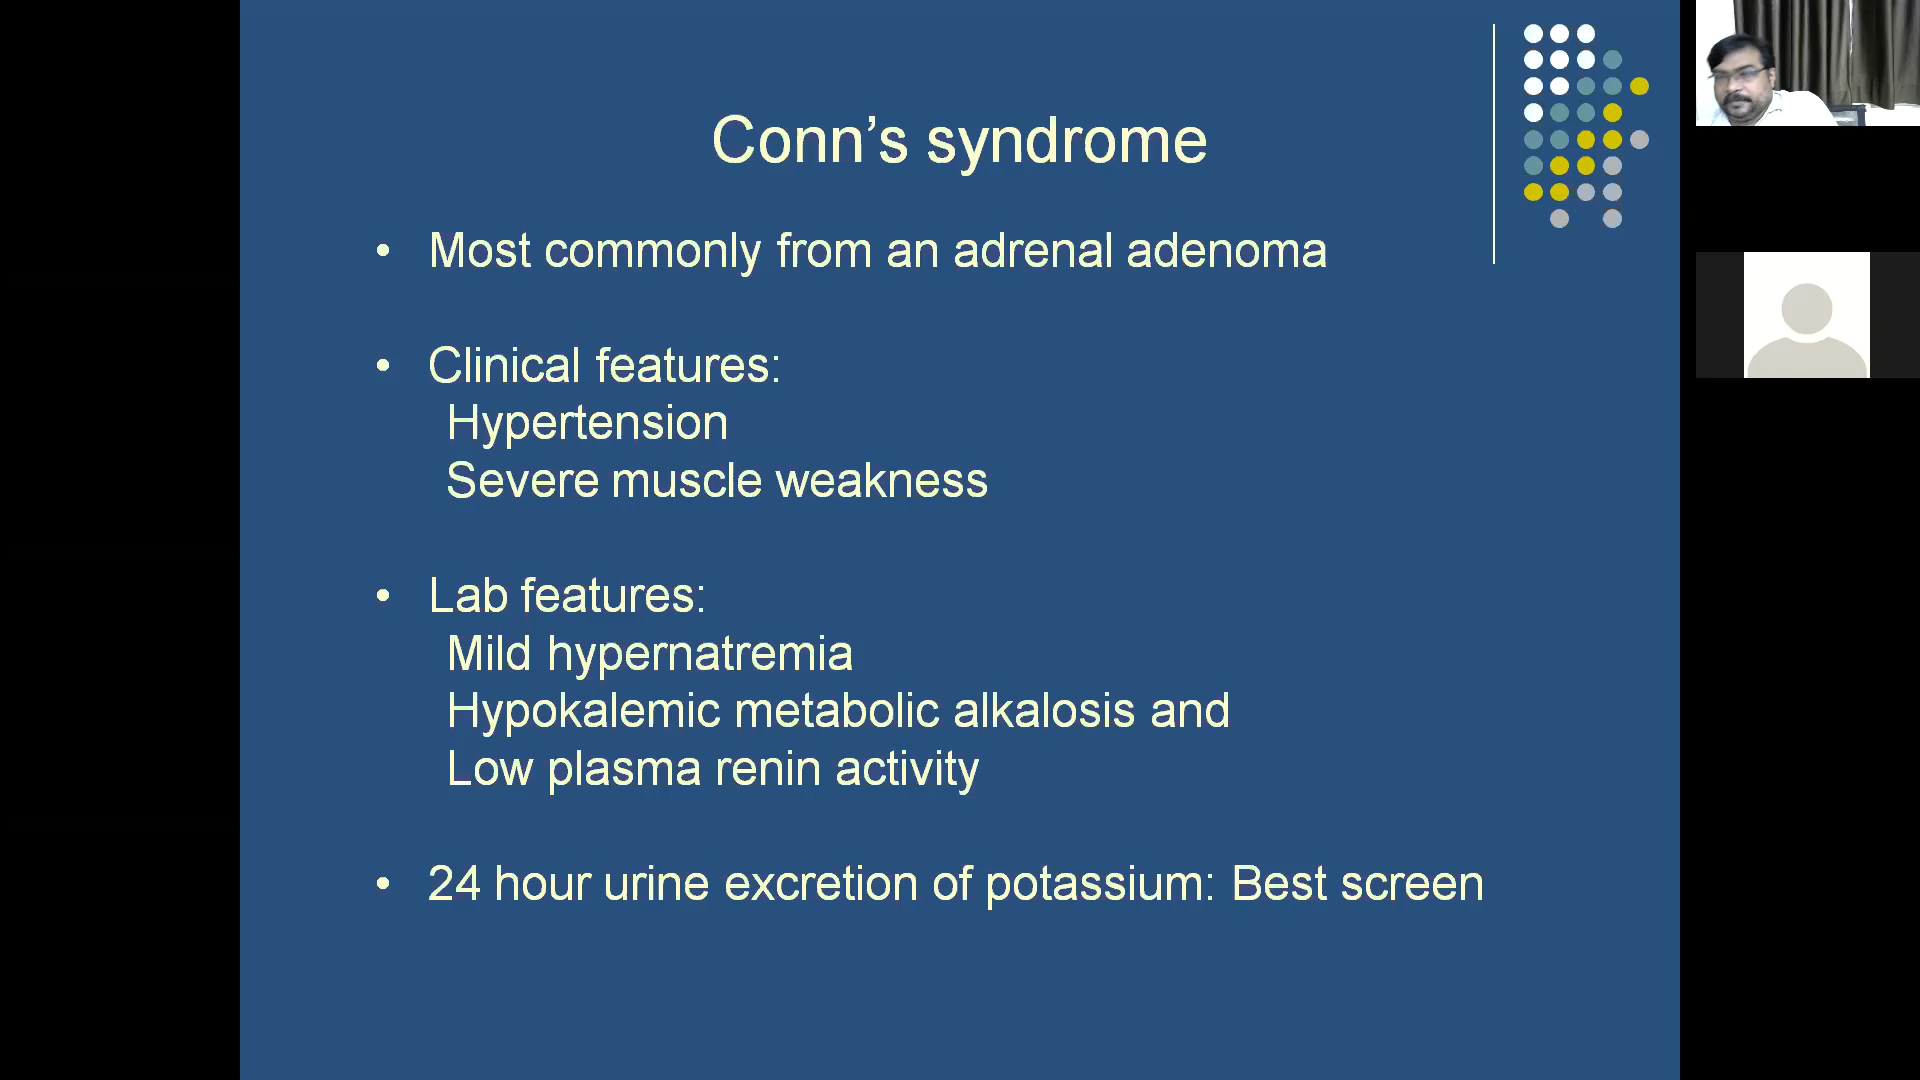 Conn’s syndrome
• Most commonly from an adrenal adenoma
• Clinical features:
Hypertension
Severe muscle weakness
• Lab features:
Mild hypernatremia
Hypokalemic metabolic alkalosis and
Low plasma renin activity
• 24 hour urine excretion of potassium: Best screen